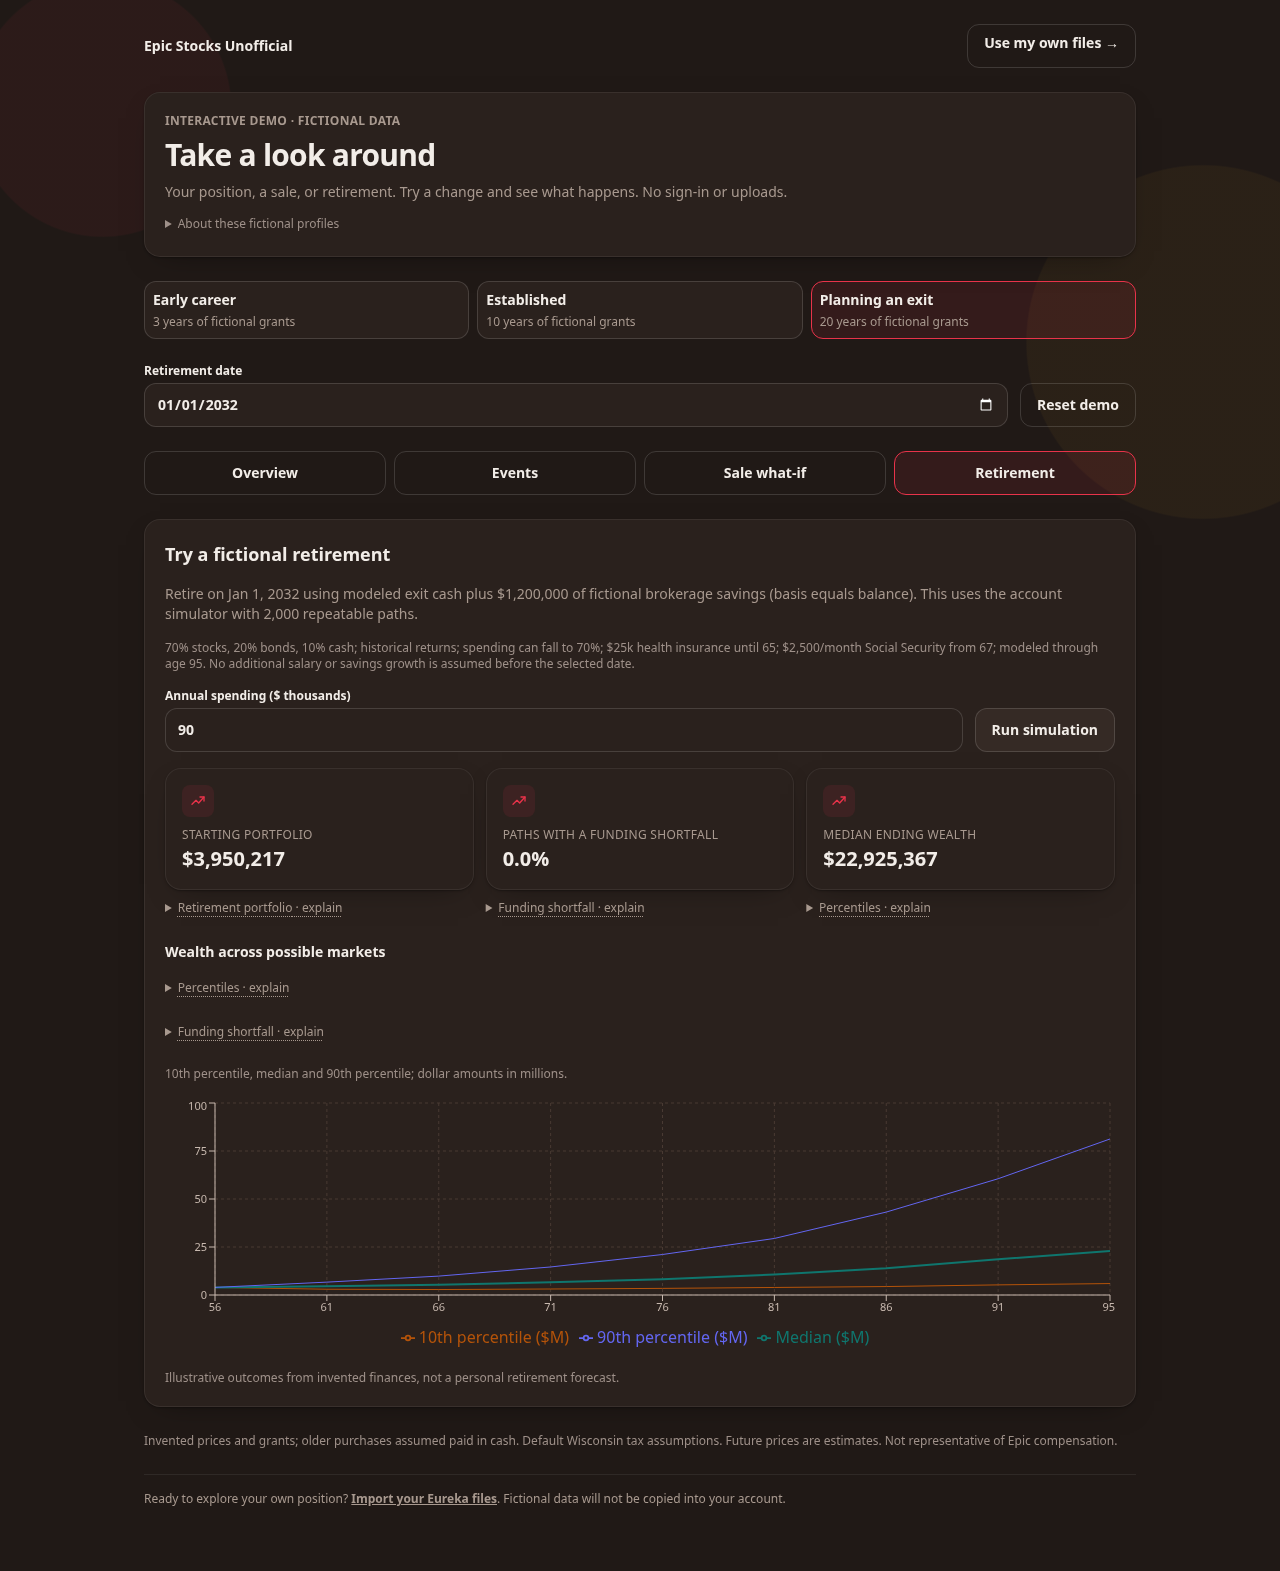 Epic Stocks Unofficial
Use my own files →
INTERACTIVE DEMO · FICTIONAL DATA
Take a look around
Your position, a sale, or retirement. Try a change and see what happens. No sign-in or uploads.
About these fictional profiles
Early career
3 years of fictional grants
Established
10 years of fictional grants
Planning an exit
20 years of fictional grants
Retirement date
01/01/2032
Reset demo
Overview
Events
Sale what-if
Retirement
Try a fictional retirement
Retire on Jan 1, 2032 using modeled exit cash plus $1,200,000 of fictional brokerage savings (basis equals balance). This uses the account
simulator with 2,000 repeatable paths.
70% stocks, 20% bonds, 10% cash; historical returns; spending can fall to 70%; $25k health insurance until 65; $2,500/month Social Security from 67; modeled through
age 95. No additional salary or savings growth is assumed before the selected date.
Annual spending ($ thousands)
90
Run simulation
STARTING PORTFOLIO
$3,950,217
PATHS WITH A FUNDING SHORTFALL
0.0%
MEDIAN ENDING WEALTH
$22,925,367
Retirement portfolio · explain
Funding shortfall · explain
Percentiles · explain
Wealth across possible markets
Percentiles · explain
Funding shortfall · explain
10th percentile, median and 90th percentile; dollar amounts in millions.
100
75
50
25
0
56 61 66 71 76 81 86 91 95
10th percentile ($M) 90th percentile ($M) Median ($M)
Illustrative outcomes from invented finances, not a personal retirement forecast.
Invented prices and grants; older purchases assumed paid in cash. Default Wisconsin tax assumptions. Future prices are estimates. Not representative of Epic compensation.
Ready to explore your own position? Import your Eureka files. Fictional data will not be copied into your account.